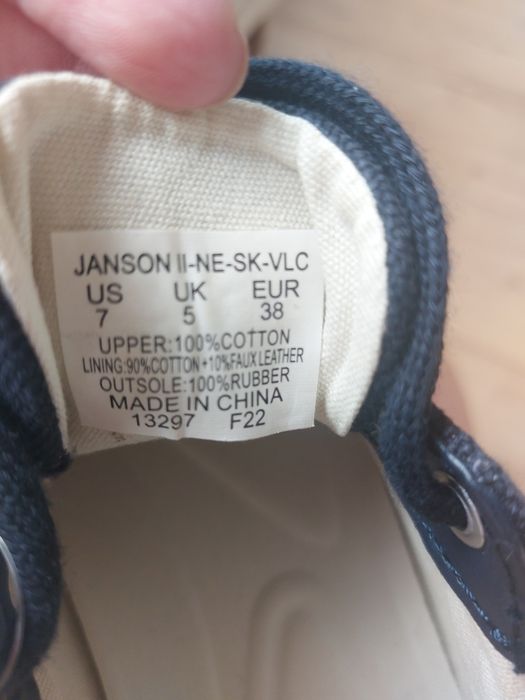 JANSON II-NE-SK-VLC
US UK EUR
7 5 38
UPPER:100%COTTON
LINING:90%COTTON+10%FAUX LEATHER
OUTSOLE:100%RUBBER
MADE IN CHINA
13297 F22